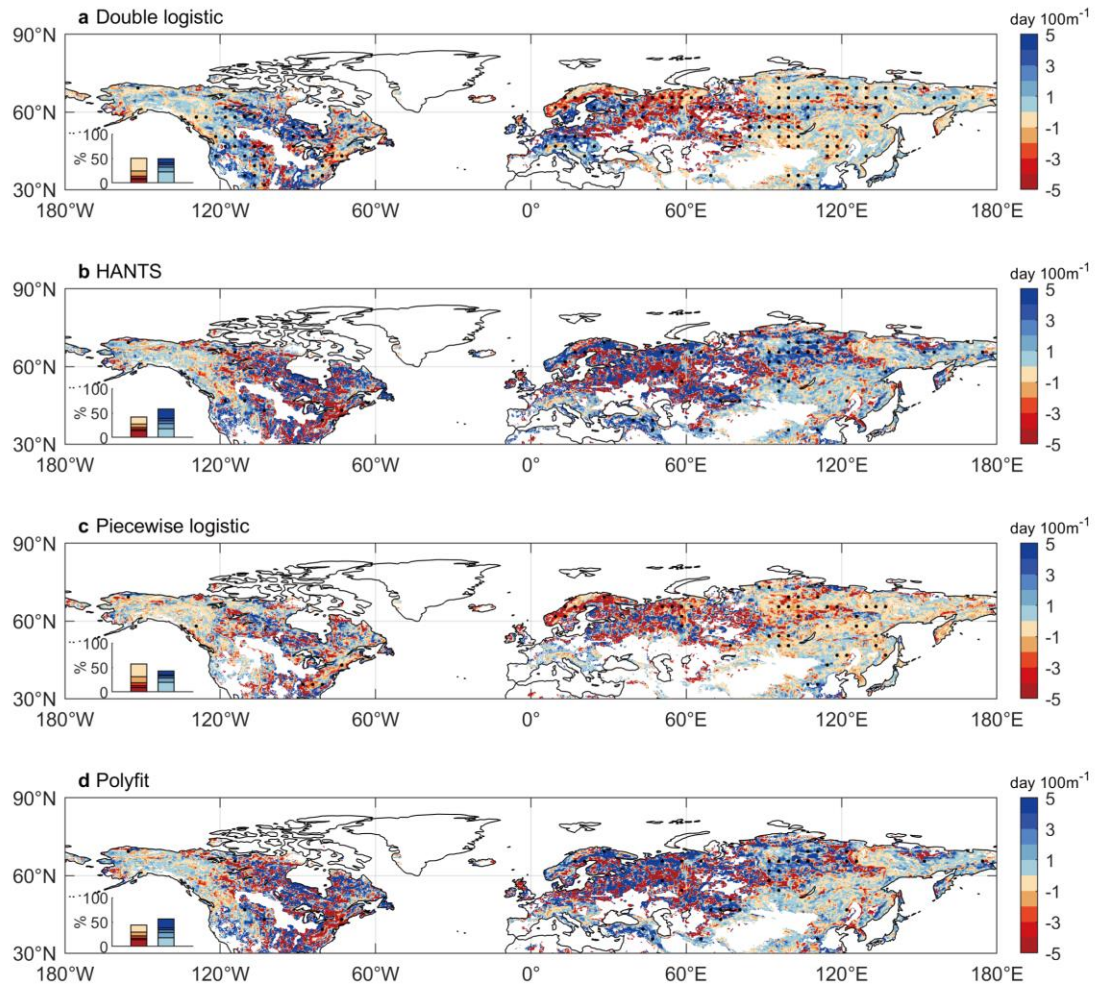 a Double logistic
day 100m⁻¹
90°N
60°N
30°N
180°W
120°W
60°W
0°
60°E
120°E
180°E
100
50
0
%
5
3
1
-1
-3
-5
b HANTS
day 100m⁻¹
90°N
60°N
30°N
180°W
120°W
60°W
0°
60°E
120°E
180°E
100
50
0
%
5
3
1
-1
-3
-5
c Piecewise logistic
day 100m⁻¹
90°N
60°N
30°N
180°W
120°W
60°W
0°
60°E
120°E
180°E
100
50
0
%
5
3
1
-1
-3
-5
d Polyfit
day 100m⁻¹
90°N
60°N
30°N
180°W
120°W
60°W
0°
60°E
120°E
180°E
100
50
0
%
5
3
1
-1
-3
-5